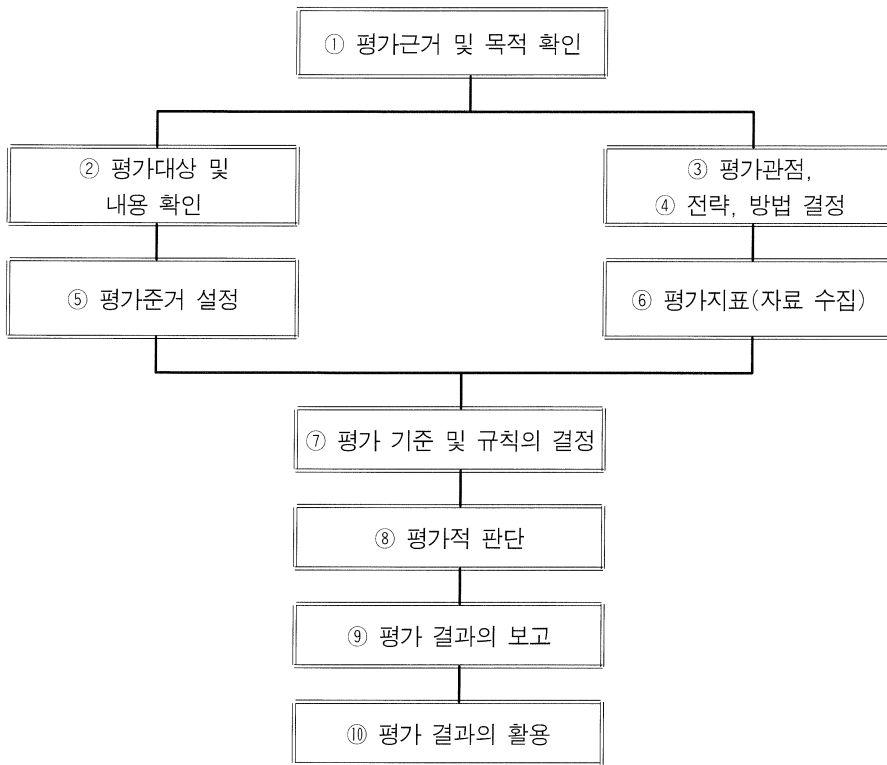 ① 평가근거 및 목적 확인
② 평가대상 및
내용 확인
③ 평가관점,
④ 전략, 방법 결정
⑤ 평가준거 설정
⑥ 평가지표(자료 수집)
⑦ 평가 기준 및 규칙의 결정
⑧ 평가적 판단
⑨ 평가 결과의 보고
⑩ 평가 결과의 활용